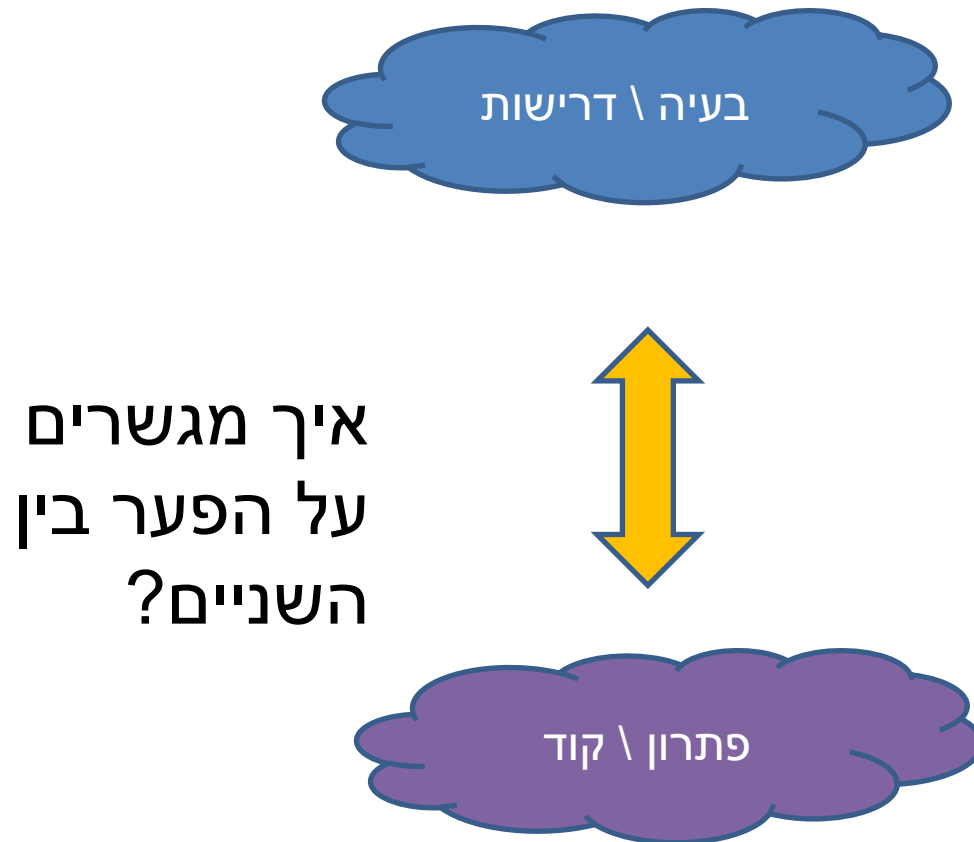 בעיה \ דרישות
איך מגשרים
על הפער בין
השניים?
פתרון \ קוד